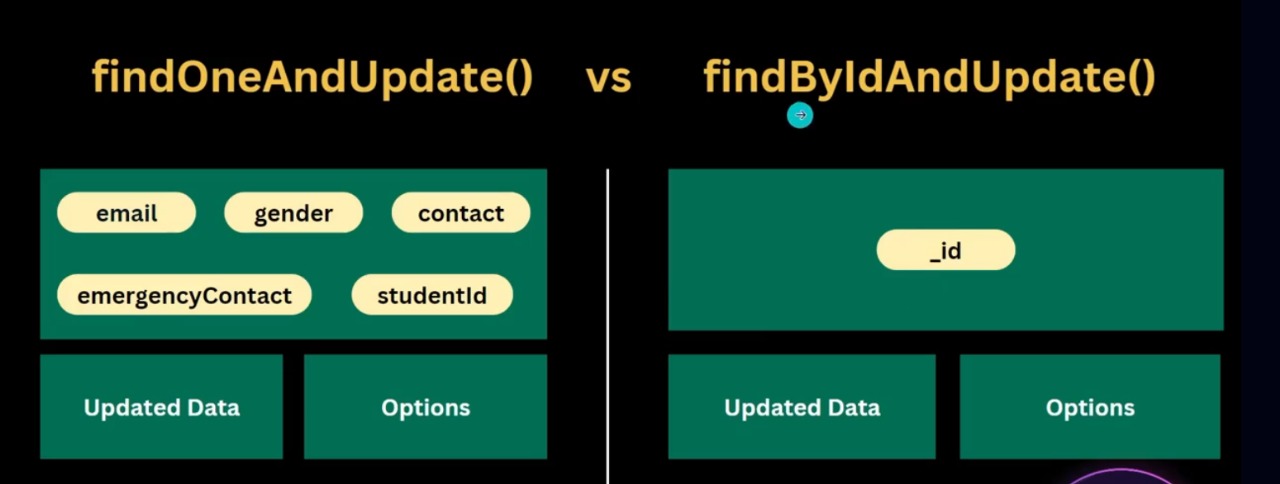 findOneAndUpdate() vs findByIdAndUpdate()
email gender contact
emergencyContact studentId
_id
Updated Data Options
Updated Data Options